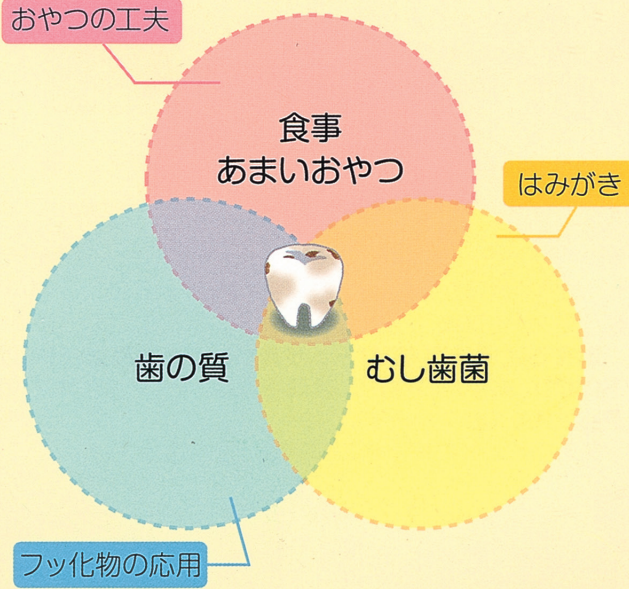 おやつの工夫
食事
あまいおやつ
はみがき
歯の質
むし歯菌
フッ化物の応用